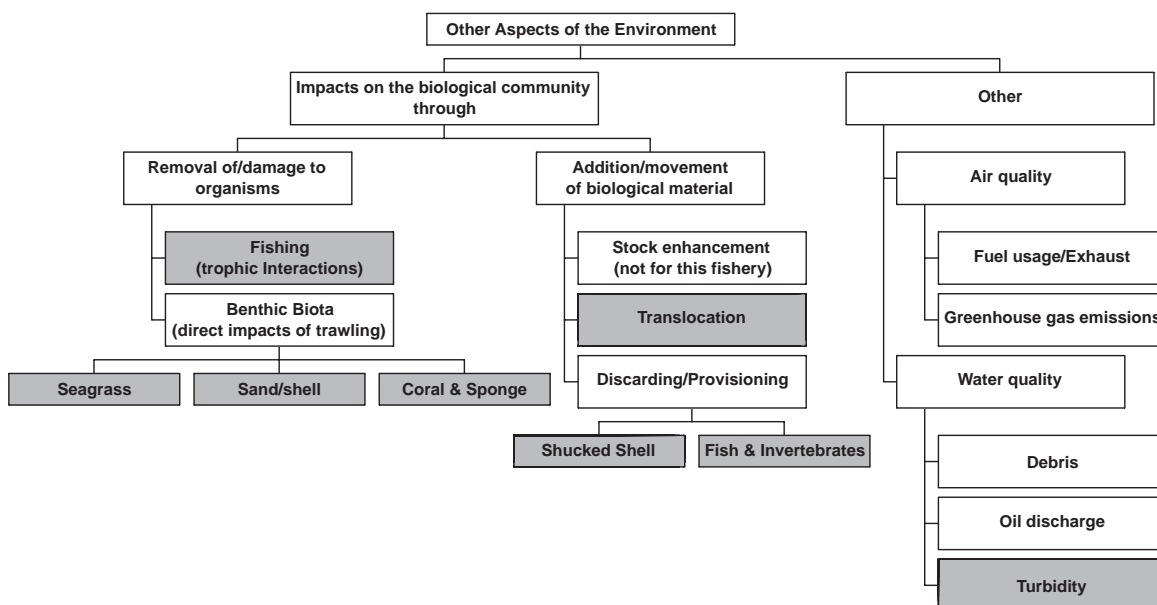 Other Aspects of the Environment
Impacts on the biological community
through
Other
Removal of/damage to
organisms
Addition/movement
of biological material
Air quality
Fishing
(trophic Interactions)
Stock enhancement
(not for this fishery)
Fuel usage/Exhaust
Benthic Biota
(direct impacts of trawling)
Translocation
Greenhouse gas emissions
Seagrass
Sand/shell
Coral & Sponge
Discarding/Provisioning
Water quality
Shucked Shell
Fish & Invertebrates
Debris
Oil discharge
Turbidity